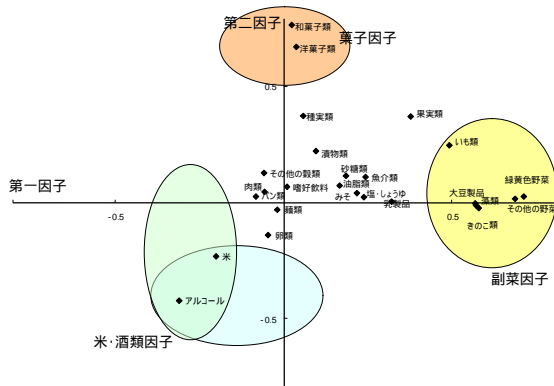 第二因子
和菓子類
菓子因子
洋菓子類
0.5
種実類
果実類
いも類
漬物類
砂糖類
その他の穀類
魚介類
緑黄色野菜
第一因子
肉類
嗜好飲料
油脂類
大豆製品
パン類
みそ
塩・しょうゆ
藻類
乳製品
その他の野菜
-0.5
麺類
0.5
きのこ類
卵類
米
副菜因子
アルコール
-0.5
米・酒類因子